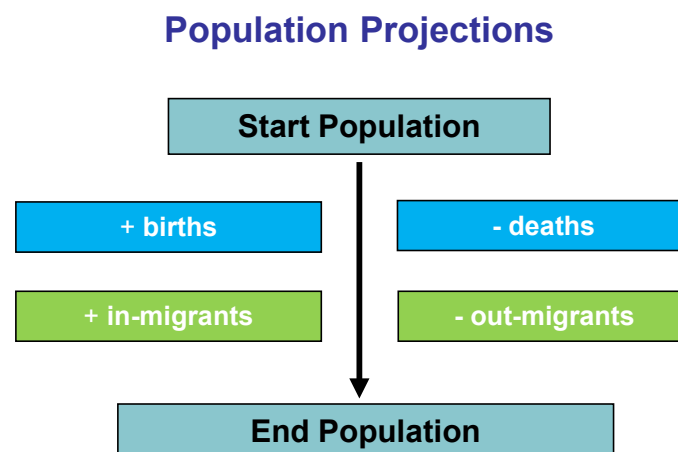 Population Projections
Start Population
+ births
- deaths
+ in-migrants
- out-migrants
End Population